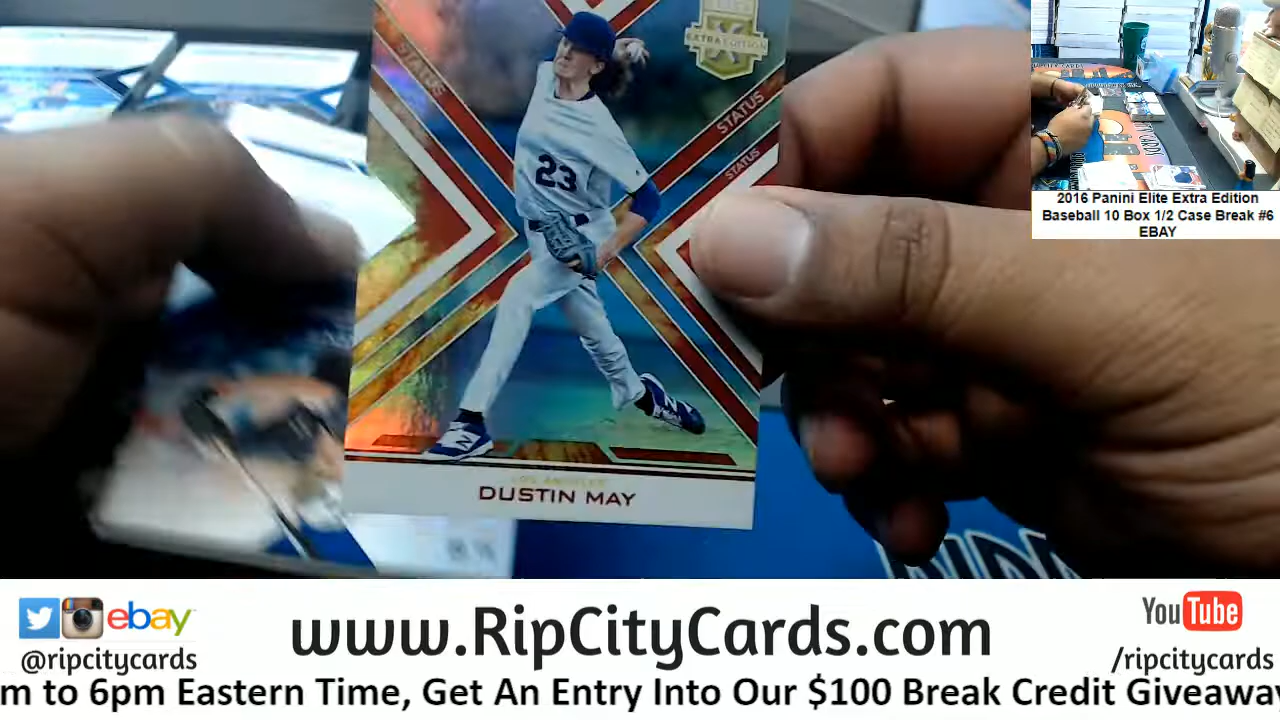 EXTRA EDITION
STATUS
STATUS
STATUS
23
LOS ANGELES
DUSTIN MAY
2016 Panini Elite Extra Edition
Baseball 10 Box 1/2 Case Break #6
EBAY
ebay
@ripcitycards
www.RipCityCards.com
YouTube
/ripcitycards
m to 6pm Eastern Time, Get An Entry Into Our $100 Break Credit Giveaway